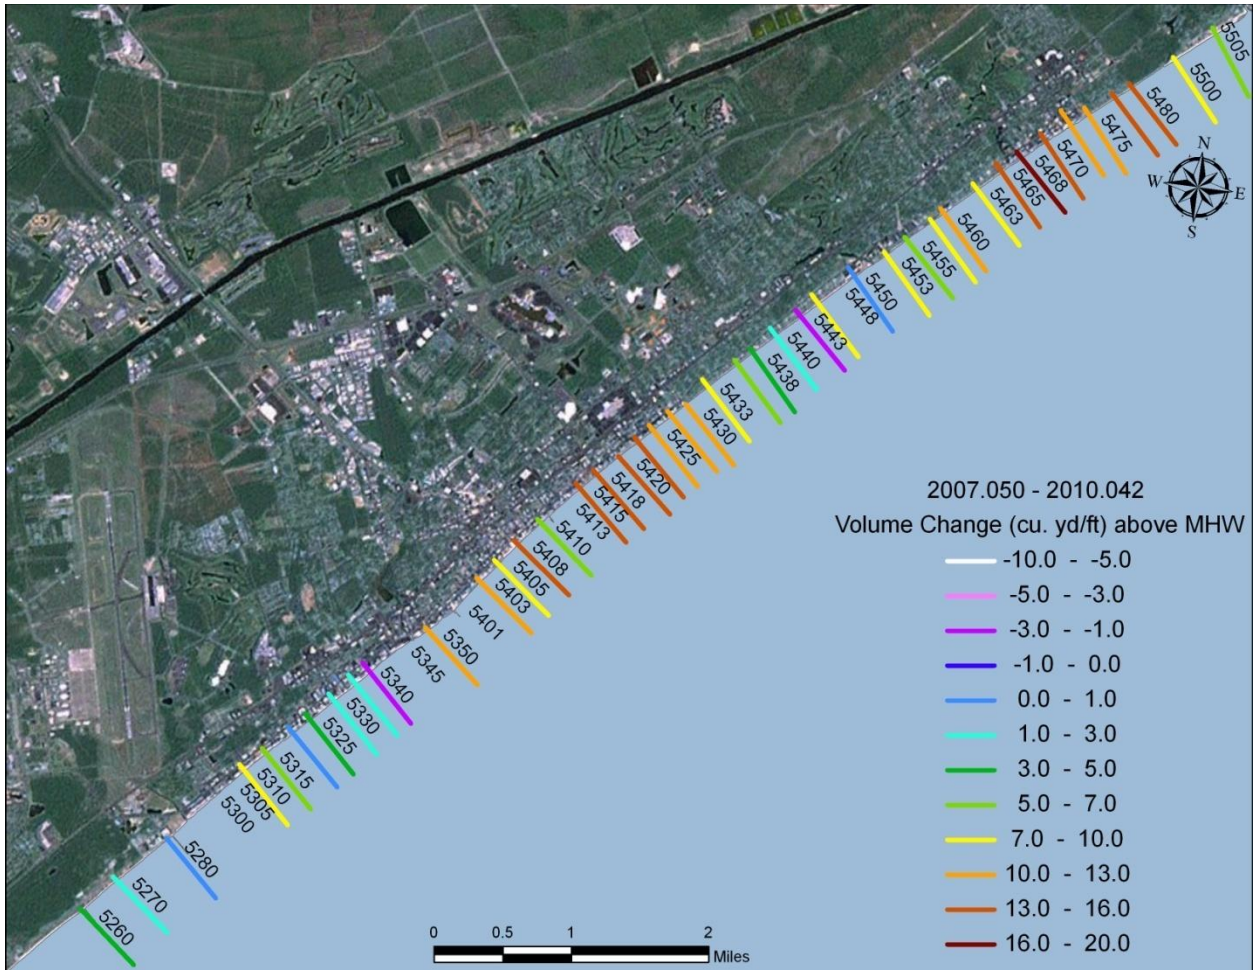 5505
5500
5480
5475
5470
5468
5465
5463
5460
5455
5453
5450
5448
5443
5440
5438
5433
5430
5425
5420
5418
5415
5413
5410
5408
5405
5403
5401
5350
5345
5340
5330
5325
5315
5310
5305
5300
5280
5270
5260
N
W
E
S
2007.050 - 2010.042
Volume Change (cu. yd/ft) above MHW
-10.0 - -5.0
-5.0 - -3.0
-3.0 - -1.0
-1.0 - 0.0
0.0 - 1.0
1.0 - 3.0
3.0 - 5.0
5.0 - 7.0
7.0 - 10.0
10.0 - 13.0
13.0 - 16.0
16.0 - 20.0
0 0.5 1 2
Miles